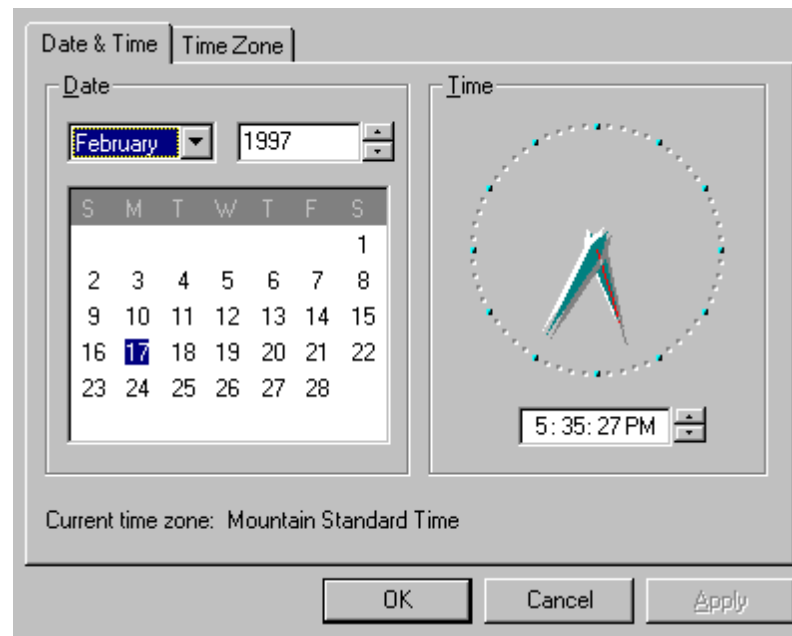 Date & Time Time Zone
Date
February 1997
S M T W T F S
1
2 3 4 5 6 7 8
9 10 11 12 13 14 15
16 17 18 19 20 21 22
23 24 25 26 27 28
Time
5:35:27 PM
Current time zone: Mountain Standard Time
OK Cancel Apply